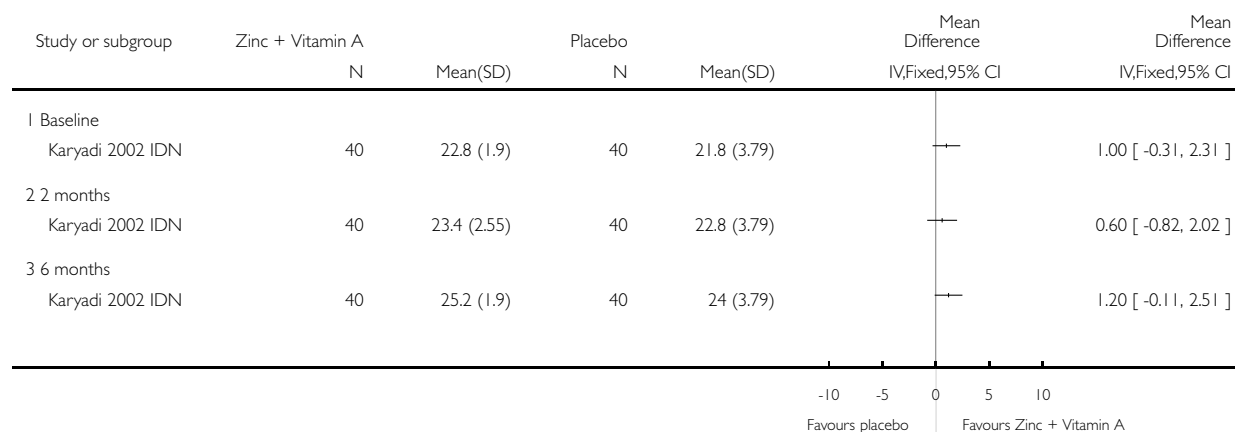 Study or subgroup Zinc + Vitamin A Placebo Mean Difference Mean Difference
N Mean(SD) N Mean(SD) IV,Fixed,95% CI IV,Fixed,95% CI
1 Baseline
Karyadi 2002 IDN 40 22.8 (1.9) 40 21.8 (3.79) 1.00 [ -0.31, 2.31 ]
2 2 months
Karyadi 2002 IDN 40 23.4 (2.55) 40 22.8 (3.79) 0.60 [ -0.82, 2.02 ]
3 6 months
Karyadi 2002 IDN 40 25.2 (1.9) 40 24 (3.79) 1.20 [ -0.11, 2.51 ]
-10 -5 0 5 10
Favours placebo Favours Zinc + Vitamin A